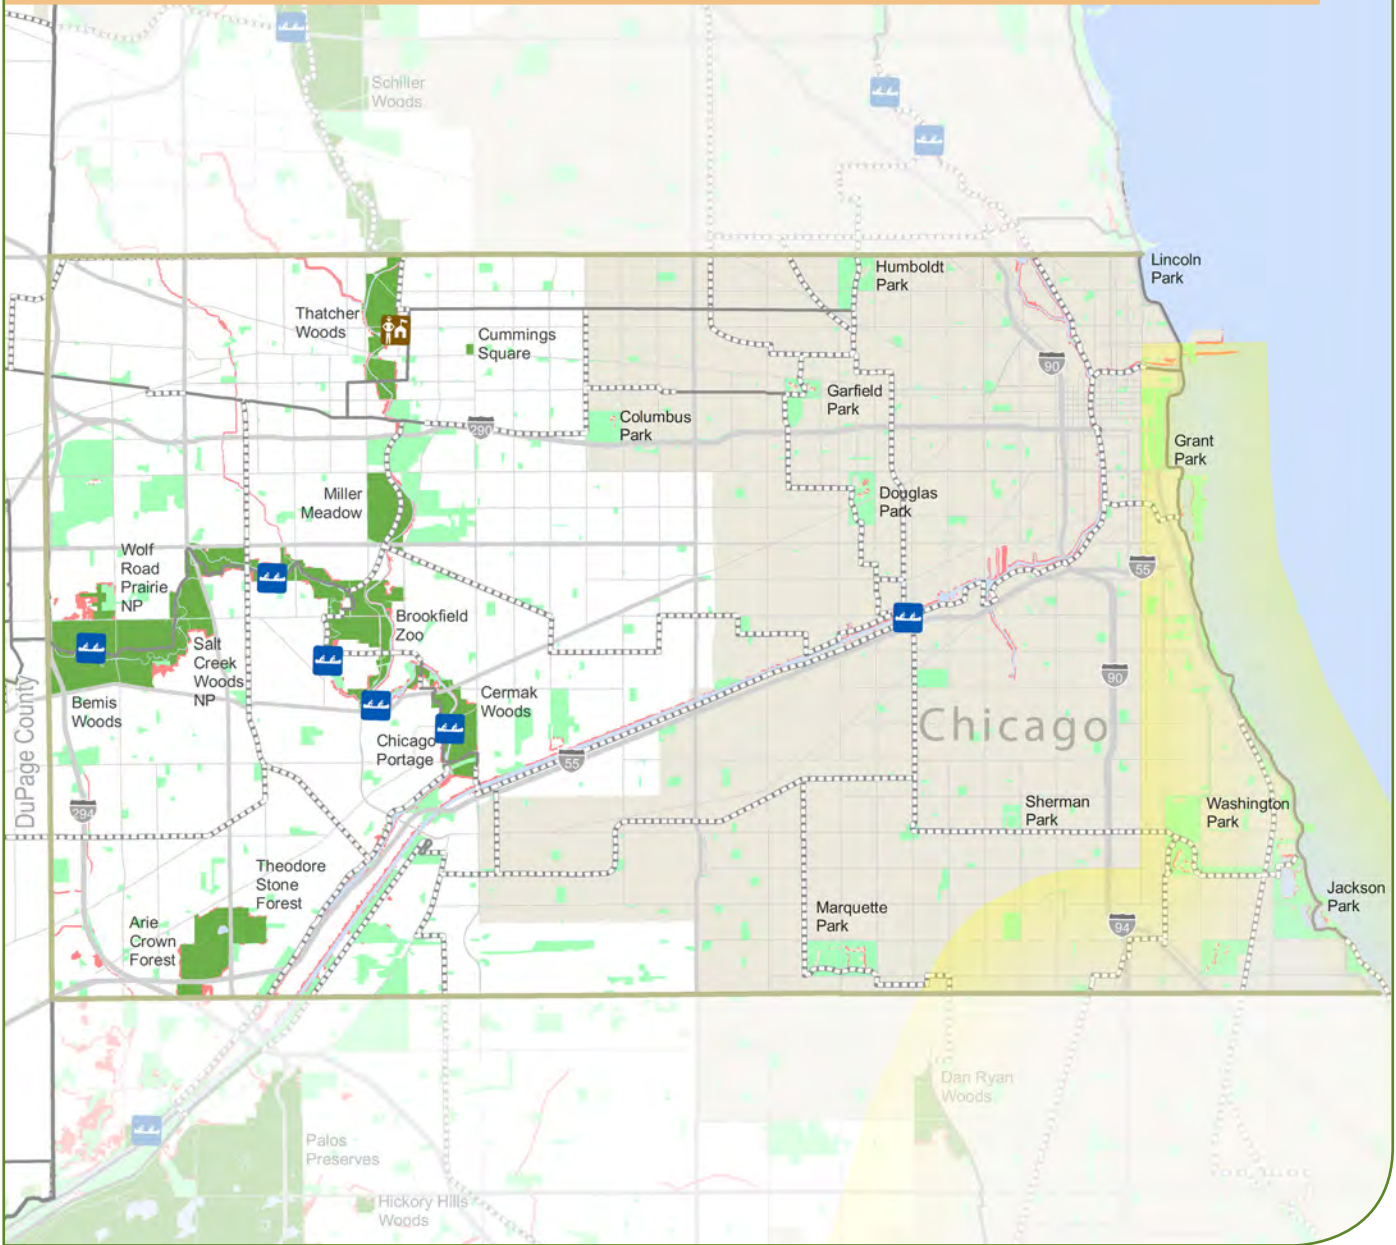 Schiller
Woods
Lincoln
Park
Humboldt
Park
Thatcher
Woods
Cummings
Square
90
Garfield
Park
Columbus
Park
290
Grant
Park
Miller
Meadow
Douglas
Park
Wolf
Road
Prairie
NP
55
Brookfield
Zoo
Salt
Creek
Woods
NP
90
Bemis
Woods
Cermak
Woods
Chicago
Chicago
Portage
55
DuPage County
294
Sherman
Park
Washington
Park
Theodore
Stone
Forest
Jackson
Park
Marquette
Park
Arie
Crown
Forest
94
Dan Ryan
Woods
Palos
Preserves
Hickory Hills
Woods